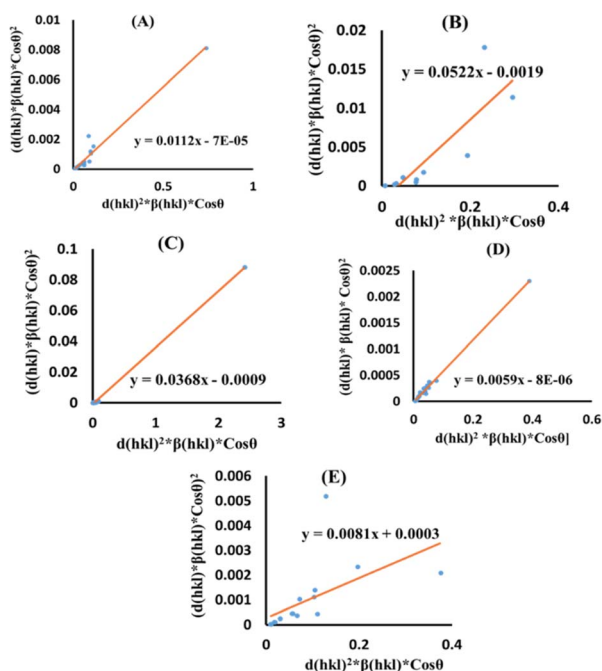 (A)
(d(hkl)*β(hkl)*Cosθ)²
0.01
0.008
0.006
0.004
0.002
0
y = 0.0112x - 7E-05
0
0.5
1
d(hkl)²*β(hkl)*Cosθ
(B)
(d(hkl)*β(hkl)*Cosθ)²
0.02
0.015
0.01
0.005
0
y = 0.0522x - 0.0019
0
0.2
0.4
d(hkl)² *β(hkl)*Cosθ
(C)
(d(hkl)*β(hkl)*Cosθ)²
0.1
0.08
0.06
0.04
0.02
0
y = 0.0368x - 0.0009
0
1
2
3
d(hkl)²*β(hkl)*Cosθ
(D)
(d(hkl)* β(hkl)* Cosθ)²
0.0025
0.002
0.0015
0.001
0.0005
0
y = 0.0059x - 8E-06
0
0.2
0.4
0.6
d(hkl)² *β(hkl)*Cosθ]
(E)
(d(hkl)*β(hkl)*Cosθ)²
0.006
0.005
0.004
0.003
0.002
0.001
0
y = 0.0081x + 0.0003
0
0.2
0.4
d(hkl)²*β(hkl)*Cosθ